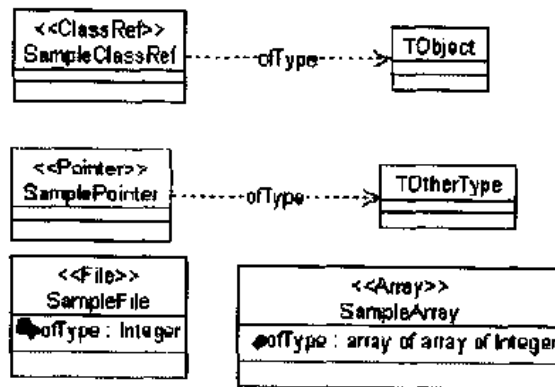 <<ClassRef>>
SampleClassRef
ofType
TObject
<<Pointer>>
SamplePointer
ofType
TOtherType
<<File>>
SampleFile
ofType : Integer
<<Array>>
SampleArray
ofType : array of array of Integer